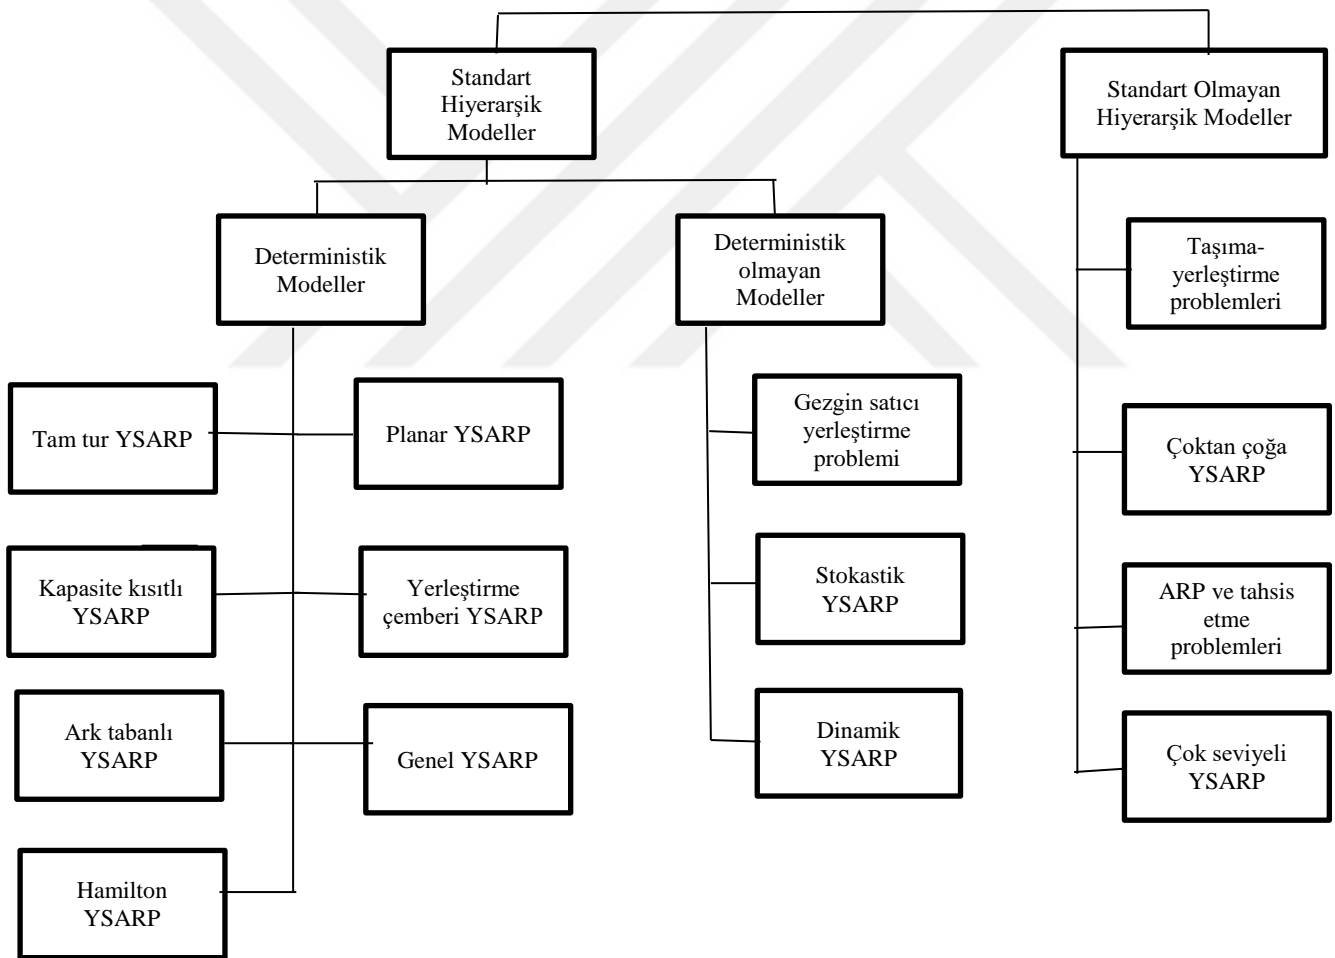 Standart
Hiyerarşik
Modeller
Standart Olmayan
Hiyerarşik Modeller
Deterministik
Modeller
Deterministik
olmayan
Modeller
Taşıma-
yerleştirme
problemleri
Tam tur YSARP
Planar YSARP
Gezgin satıcı
yerleştirme
problemi
Çoktan çoğa
YSARP
Kapasite kısıtlı
YSARP
Yerleştirme
çemberi YSARP
Stokastik
YSARP
ARP ve tahsis
etme
problemleri
Ark tabanlı
YSARP
Genel YSARP
Dinamik
YSARP
Çok seviyeli
YSARP
Hamilton
YSARP